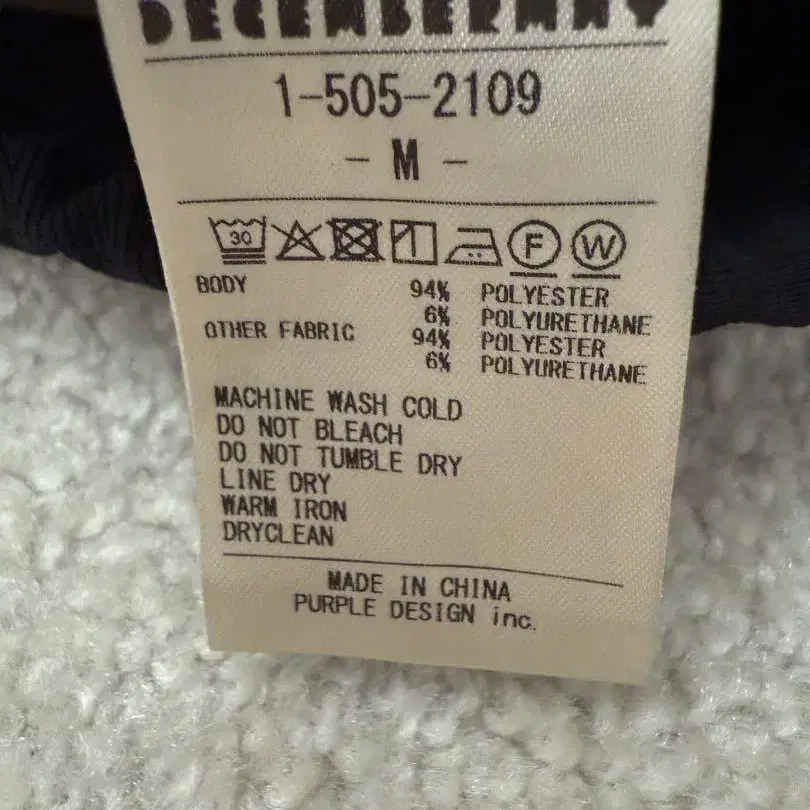 DECEMBERMAY
1-505-2109
- M -
30 F W
BODY 94% POLYESTER
6% POLYURETHANE
OTHER FABRIC 94% POLYESTER
6% POLYURETHANE
MACHINE WASH COLD
DO NOT BLEACH
DO NOT TUMBLE DRY
LINE DRY
WARM IRON
DRYCLEAN
MADE IN CHINA
PURPLE DESIGN inc.